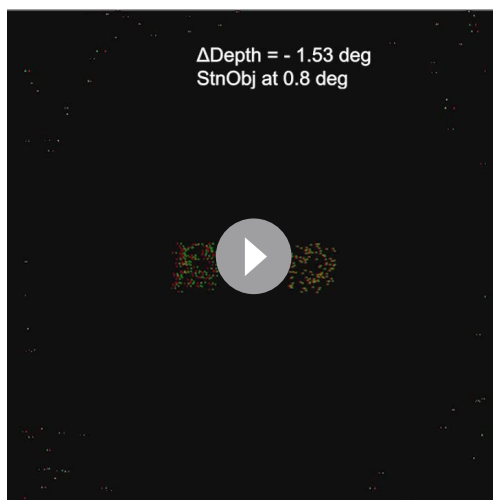 ΔDepth = - 1.53 deg
StnObj at 0.8 deg